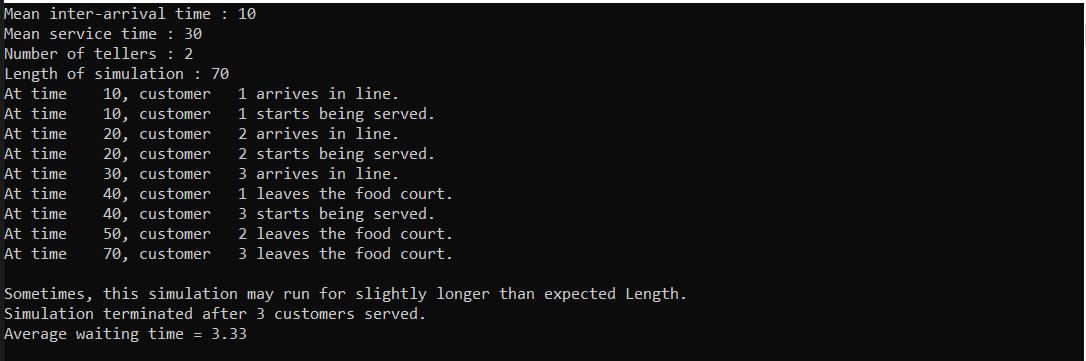 Mean inter-arrival time : 10
Mean service time : 30
Number of tellers : 2
Length of simulation : 70
At time    10, customer   1 arrives in line.
At time    10, customer   1 starts being served.
At time    20, customer   2 arrives in line.
At time    20, customer   2 starts being served.
At time    30, customer   3 arrives in line.
At time    40, customer   1 leaves the food court.
At time    40, customer   3 starts being served.
At time    50, customer   2 leaves the food court.
At time    70, customer   3 leaves the food court.

Sometimes, this simulation may run for slightly longer than expected Length.
Simulation terminated after 3 customers served.
Average waiting time = 3.33